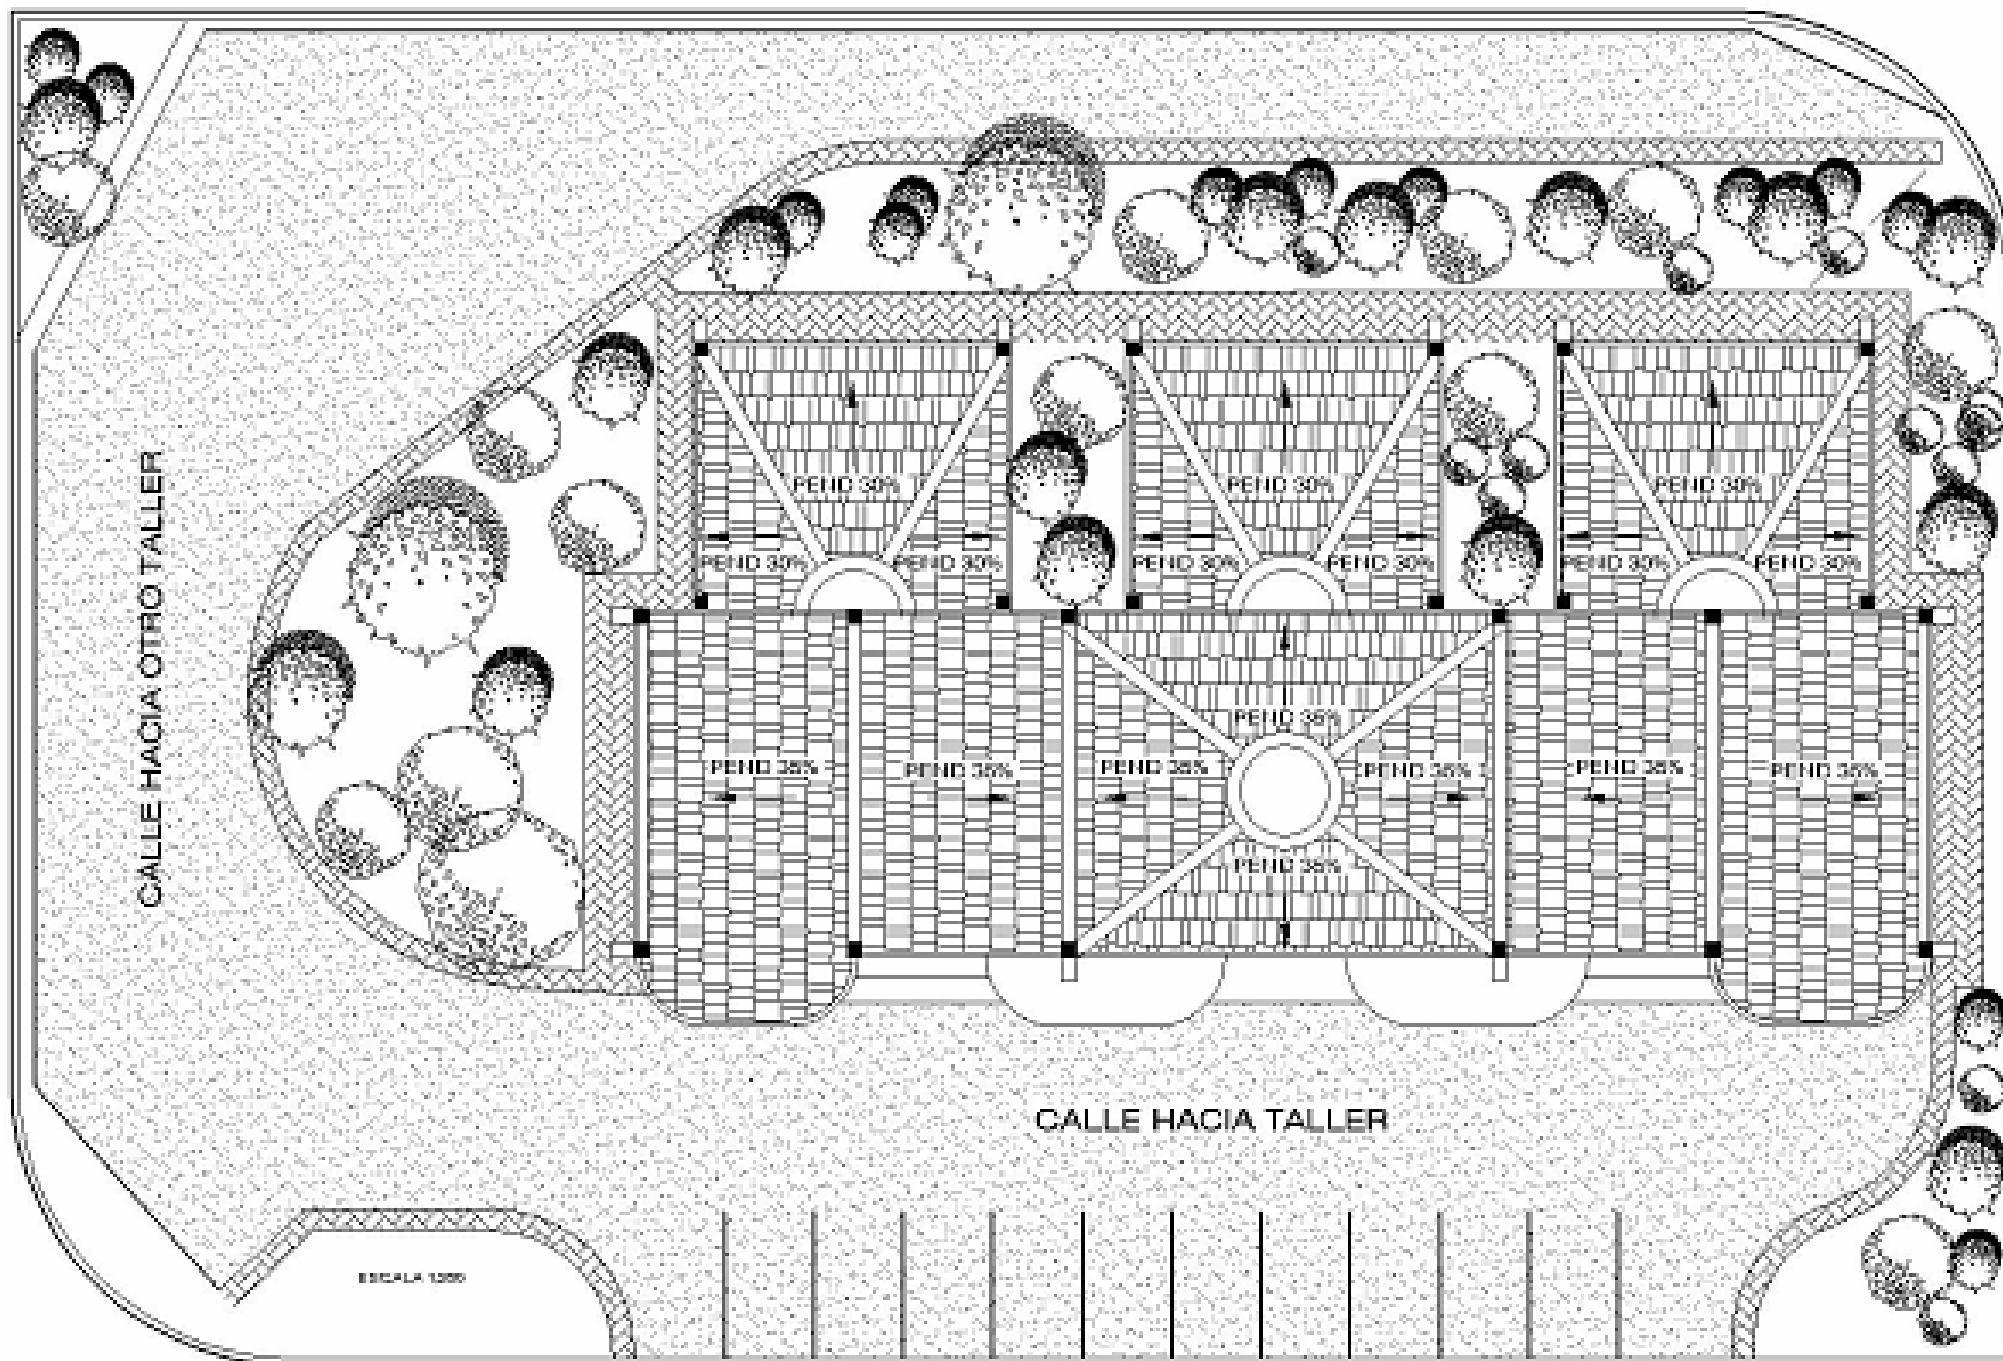 PEND 30% PEND 30% PEND 30%
PEND 30% PEND 30% PEND 30% PEND 30% PEND 30% PEND 30%
CALLE HACIA OTRO TALLER
PEND 35%
PEND 35% PEND 35% PEND 35% PEND 35% PEND 35% PEND 35%
PEND 35%
CALLE HACIA TALLER
ESCALA